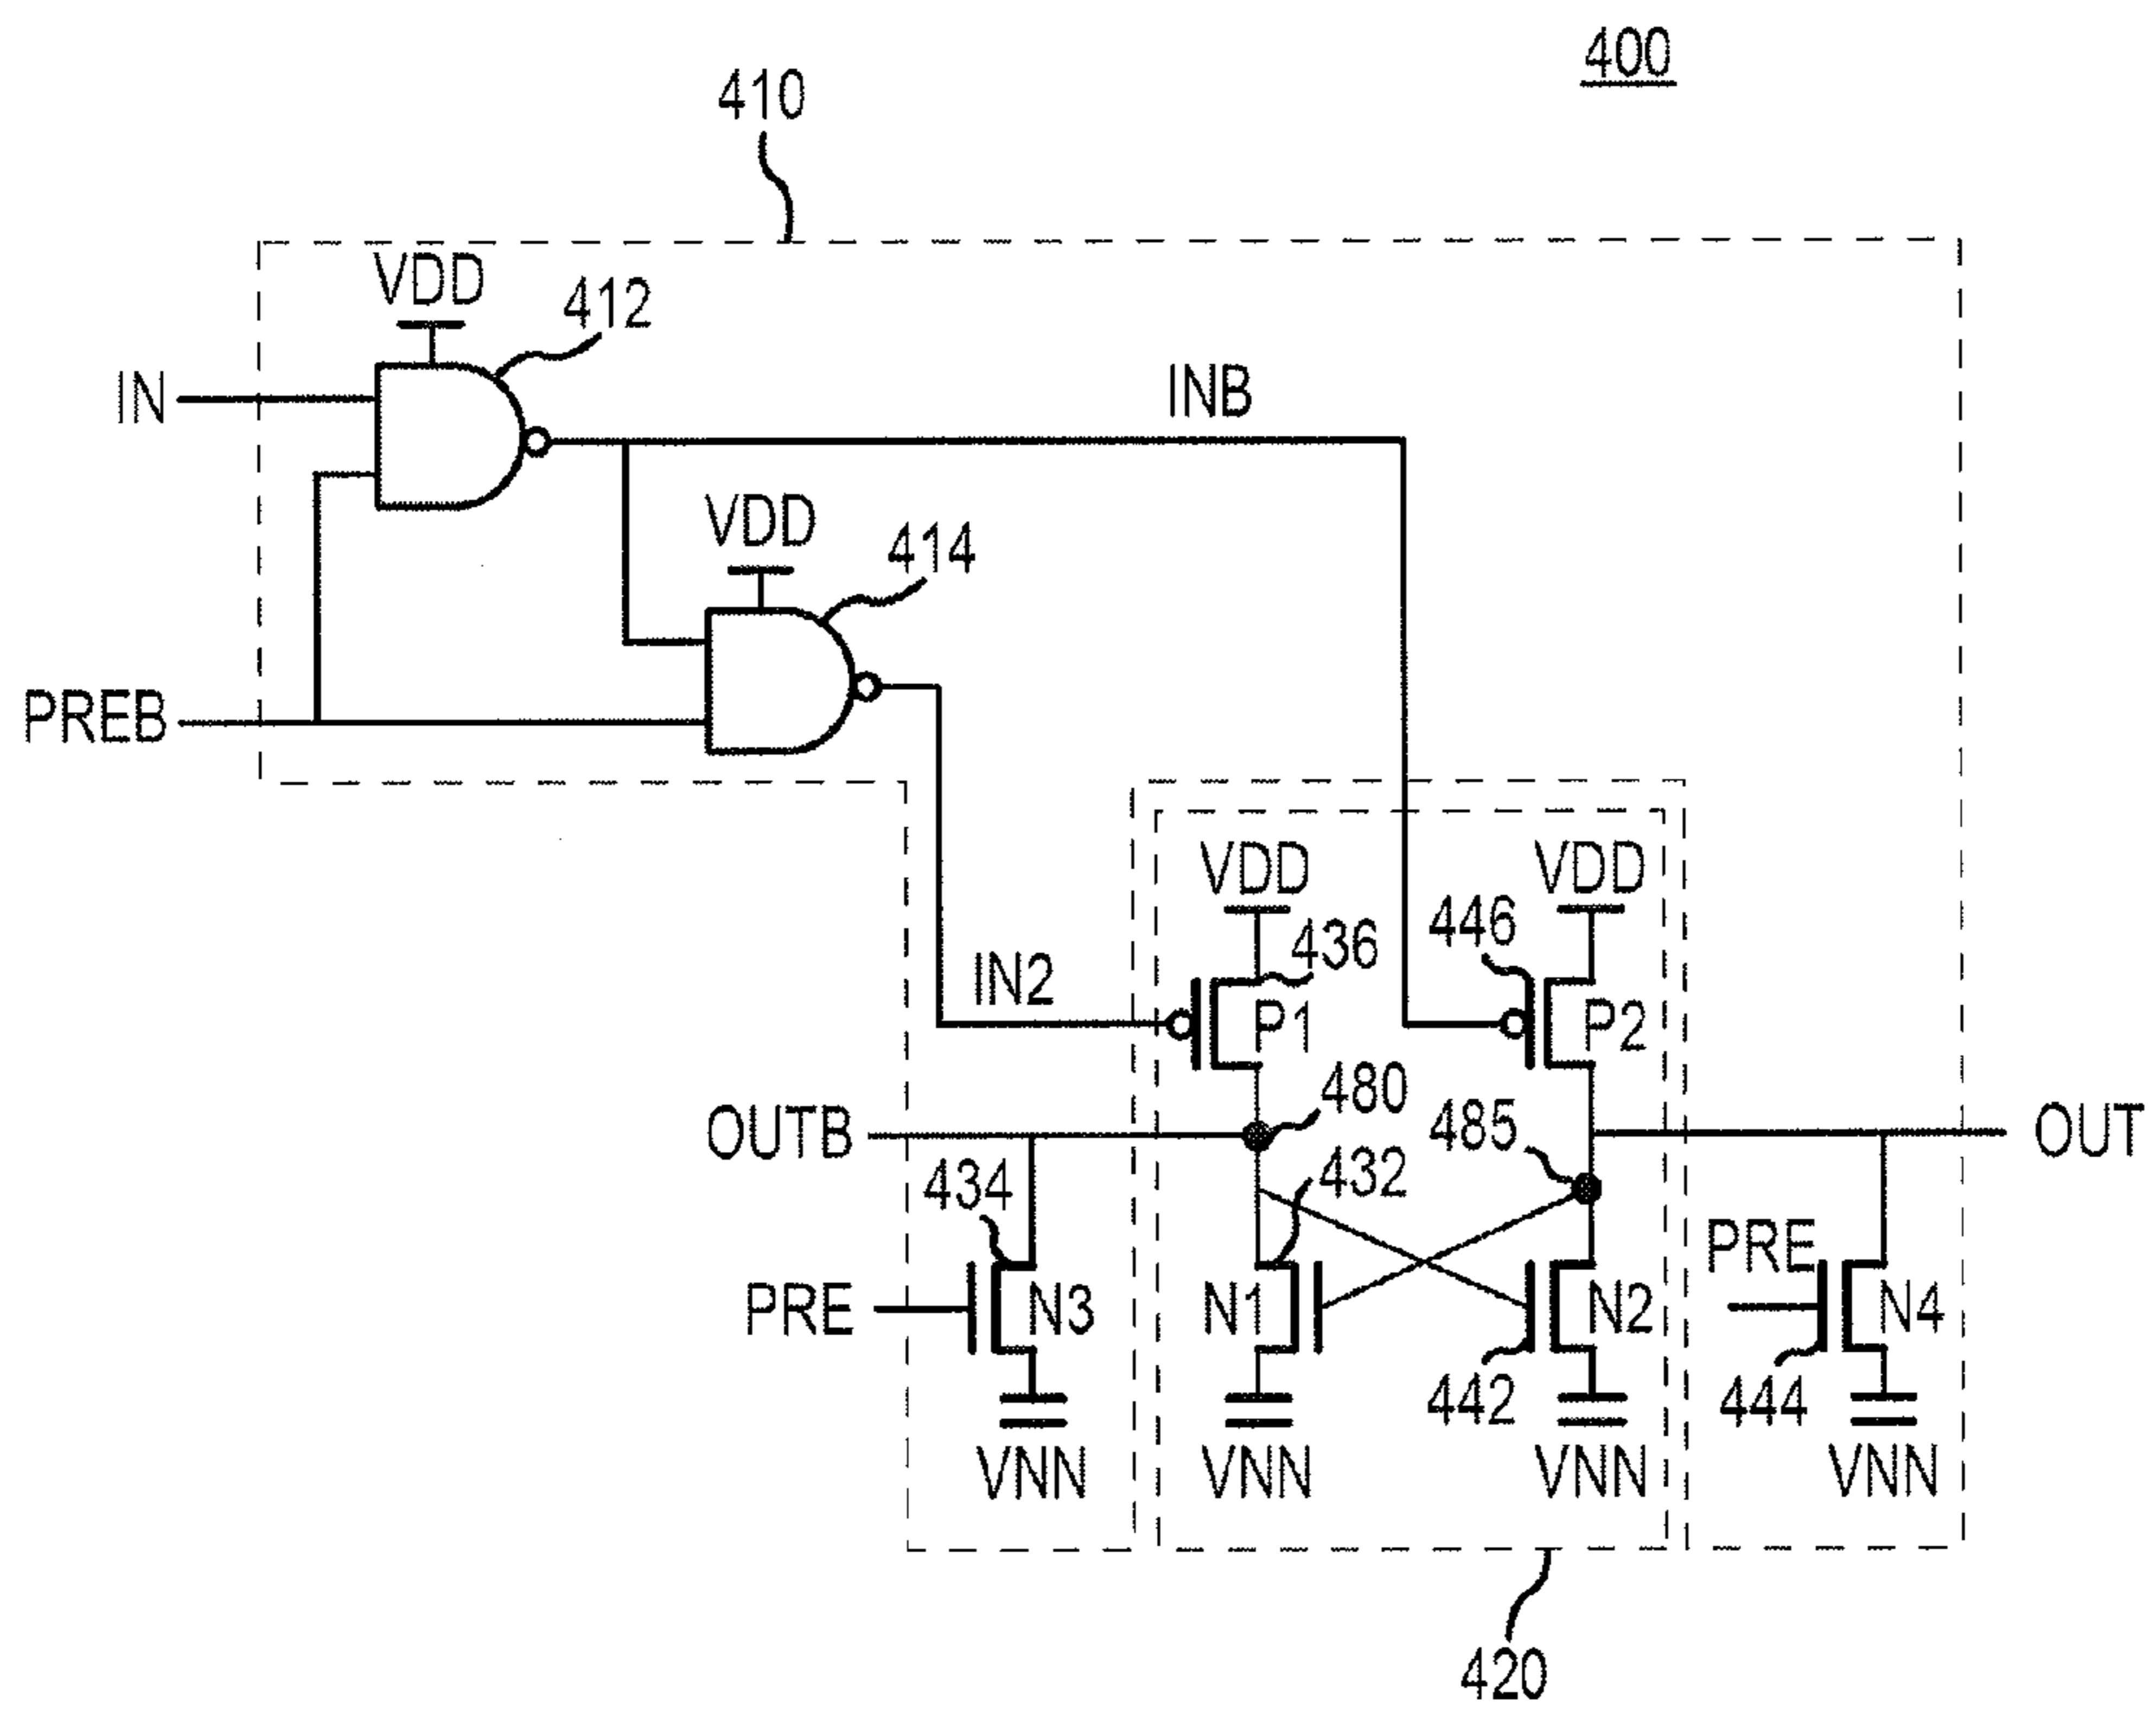 400
410
VDD
412
IN
INB
VDD
414
PREB
VDD
VDD
436
446
IN2
P1
P2
480
485
OUTB
OUT
434
432
PRE
PRE
N3
N1
N2
N4
442
444
VNN
VNN
VNN
VNN
420